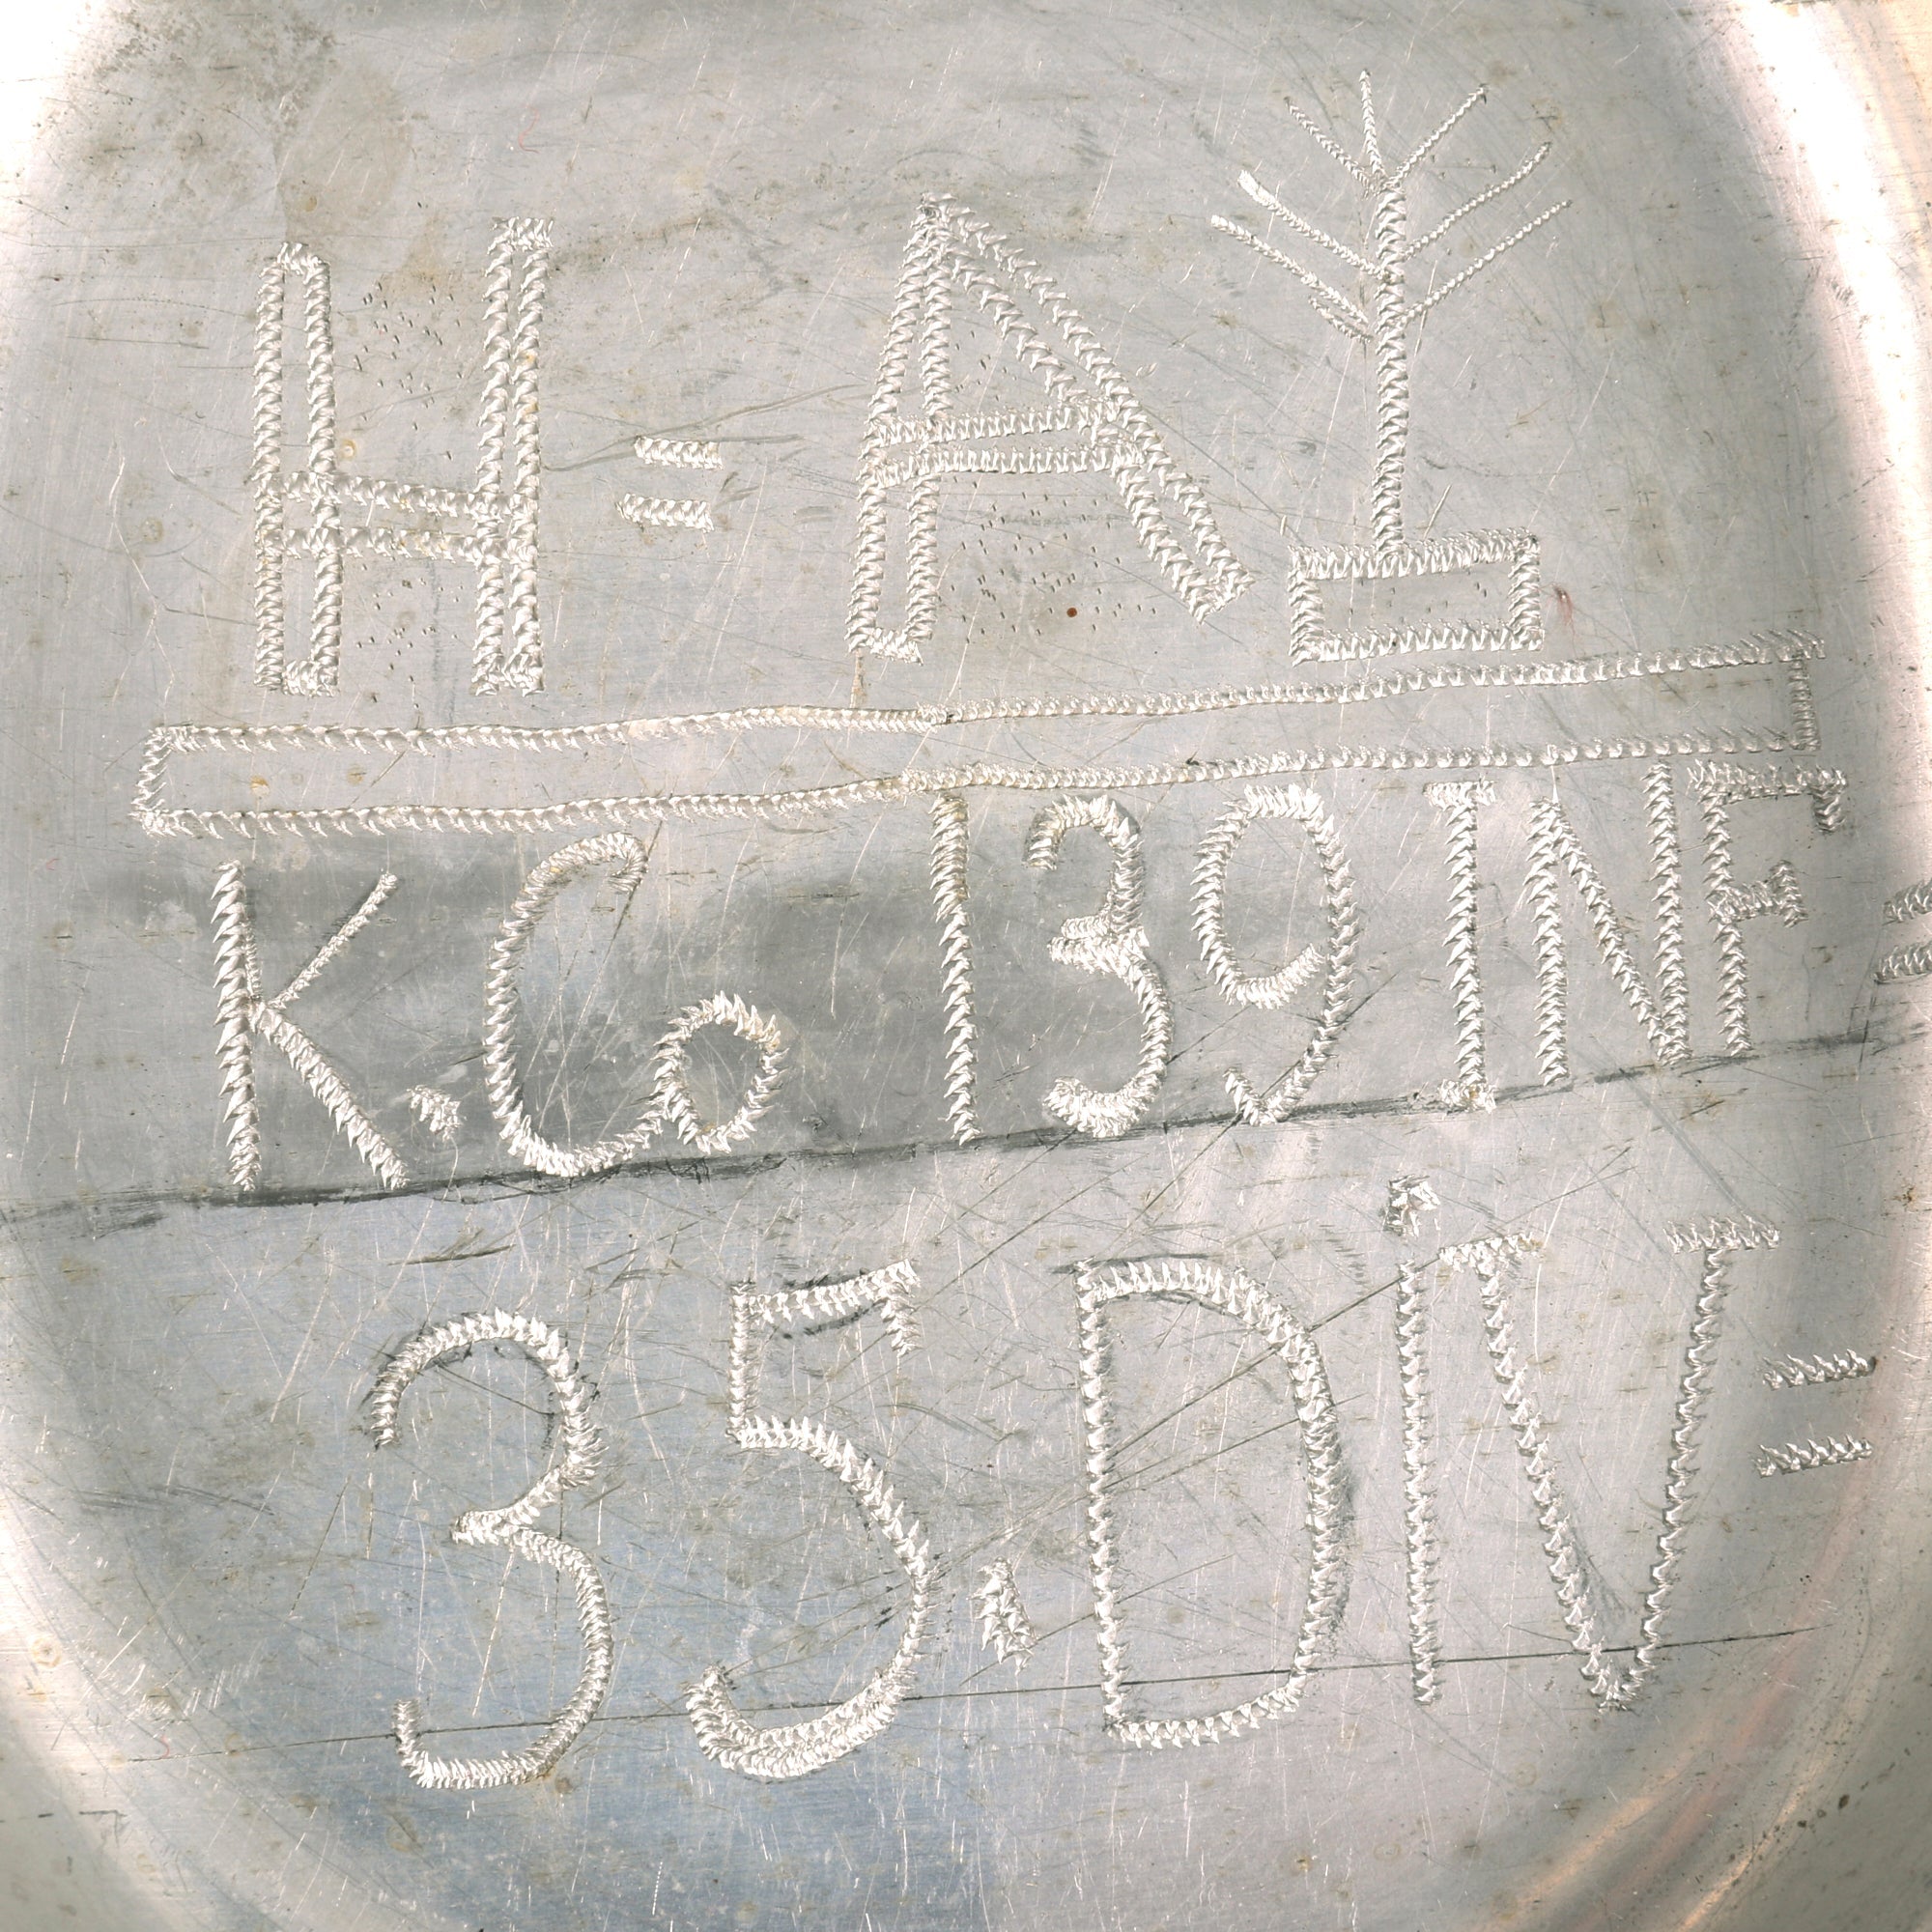 H=A
K.Co 139 INF=
35.DiV=